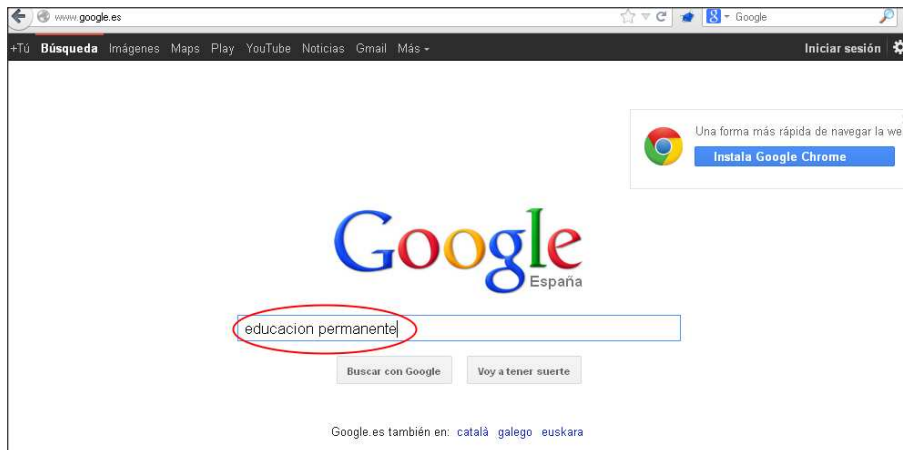 www.google.es
Google
+Tú Búsqueda Imágenes Maps Play YouTube Noticias Gmail Más
Iniciar sesión
Una forma más rápida de navegar la we
Instala Google Chrome
Google
España
educacion permanente
Buscar con Google Voy a tener suerte
Google.es también en: català galego euskara